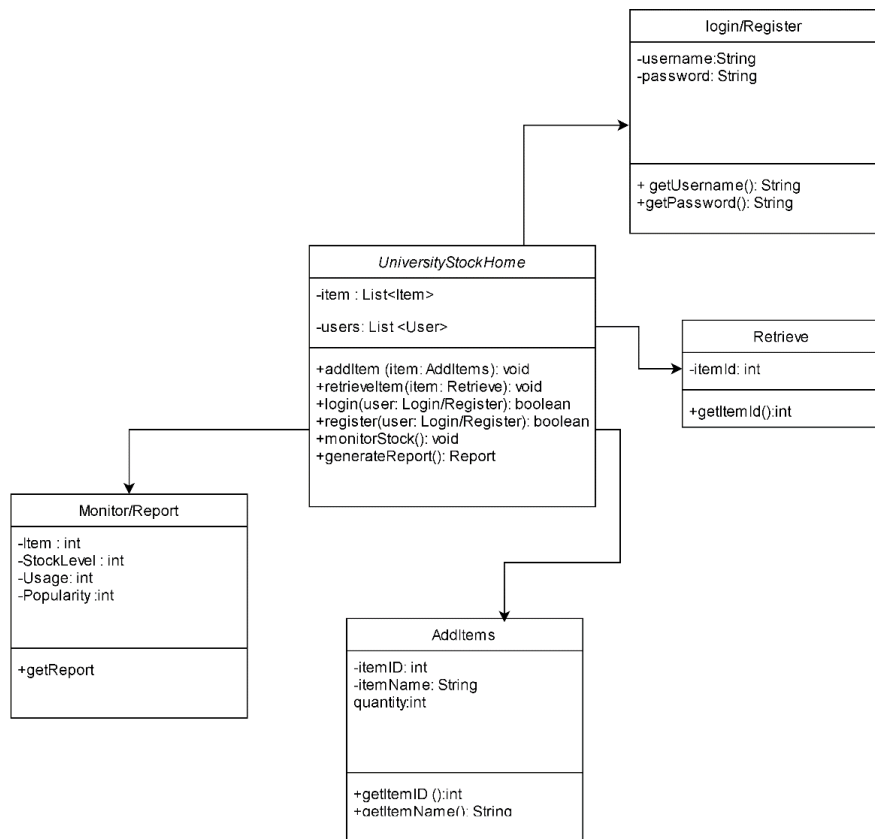 login/Register
-username:String
-password: String
+ getUsername(): String
+getPassword(): String
UniversityStockHome
-item : List<Item>
-users: List <User>
+addItem (item: AddItems): void
+retrieveItem(item: Retrieve): void
+login(user: Login/Register): boolean
+register(user: Login/Register): boolean
+monitorStock(): void
+generateReport(): Report
Retrieve
-itemId: int
+getItemId():int
Monitor/Report
-Item : int
-StockLevel : int
-Usage: int
-Popularity:int
+getReport
AddItems
-itemID: int
-itemName: String
quantity:int
+getItemID ():int
+getItemName(): String